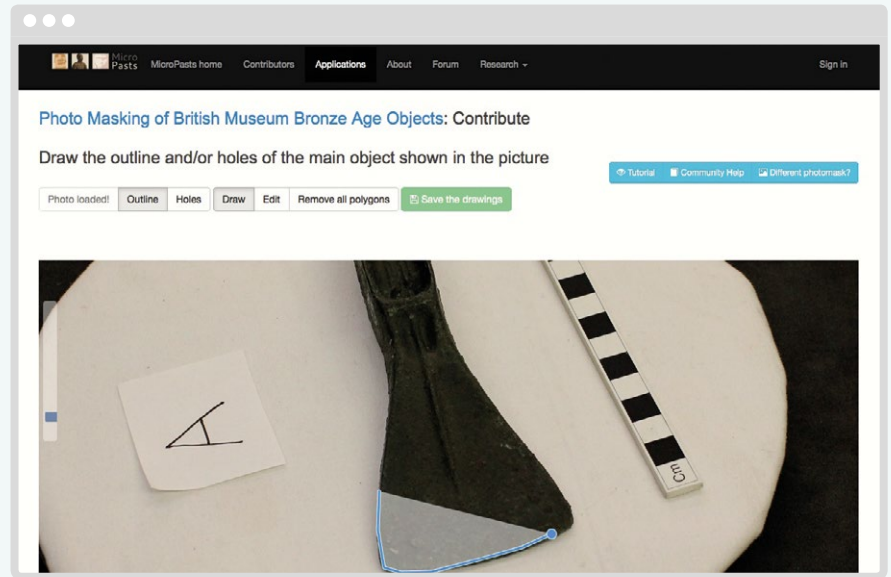 Micro
Pasts MicroPasts home Contributors Applications About Forum Research Sign in
Photo Masking of British Museum Bronze Age Objects: Contribute
Draw the outline and/or holes of the main object shown in the picture
Tutorial Community Help Different photomask?
Photo loaded! Outline Holes Draw Edit Remove all polygons Save the drawings
A
Cm